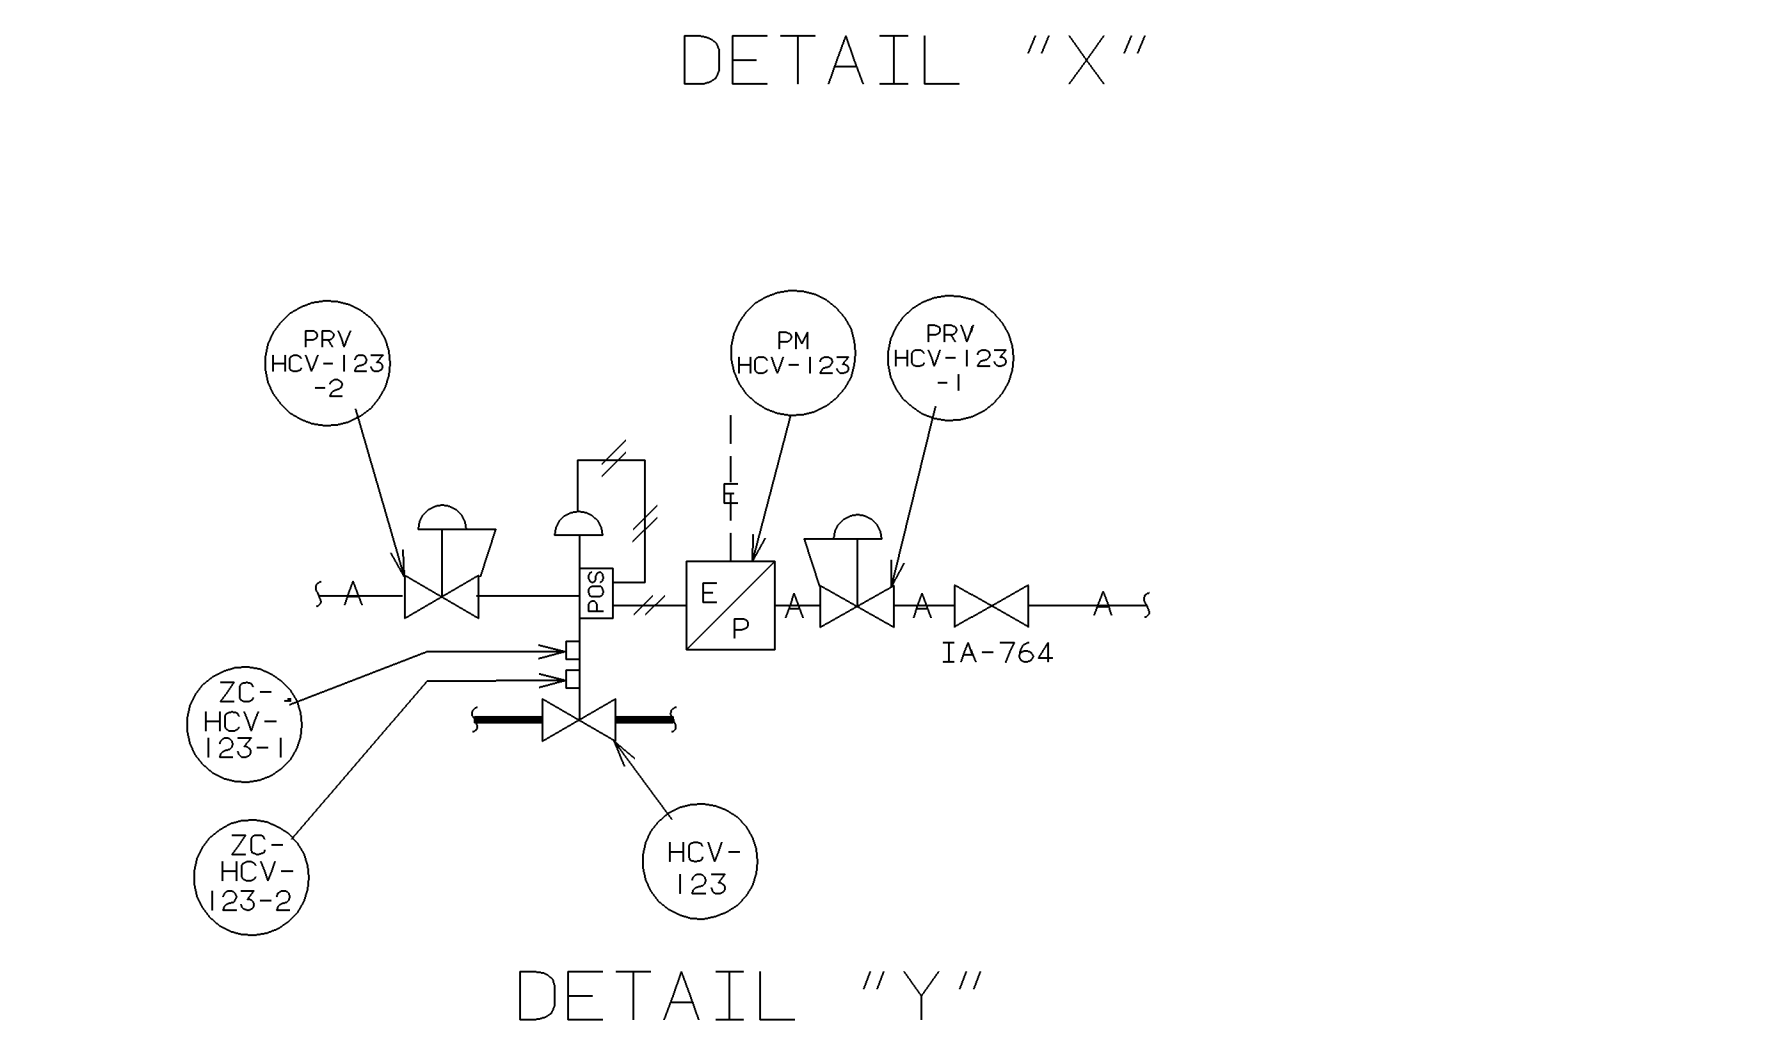 DETAIL "X"
PRV
HCV-123
-2
PM
HCV-123
PRV
HCV-123
-1
E
A
POS
E
P
A
A
A
IA-764
ZC-
HCV-
123-1
ZC-
HCV-
123-2
HCV-
123
DETAIL "Y"